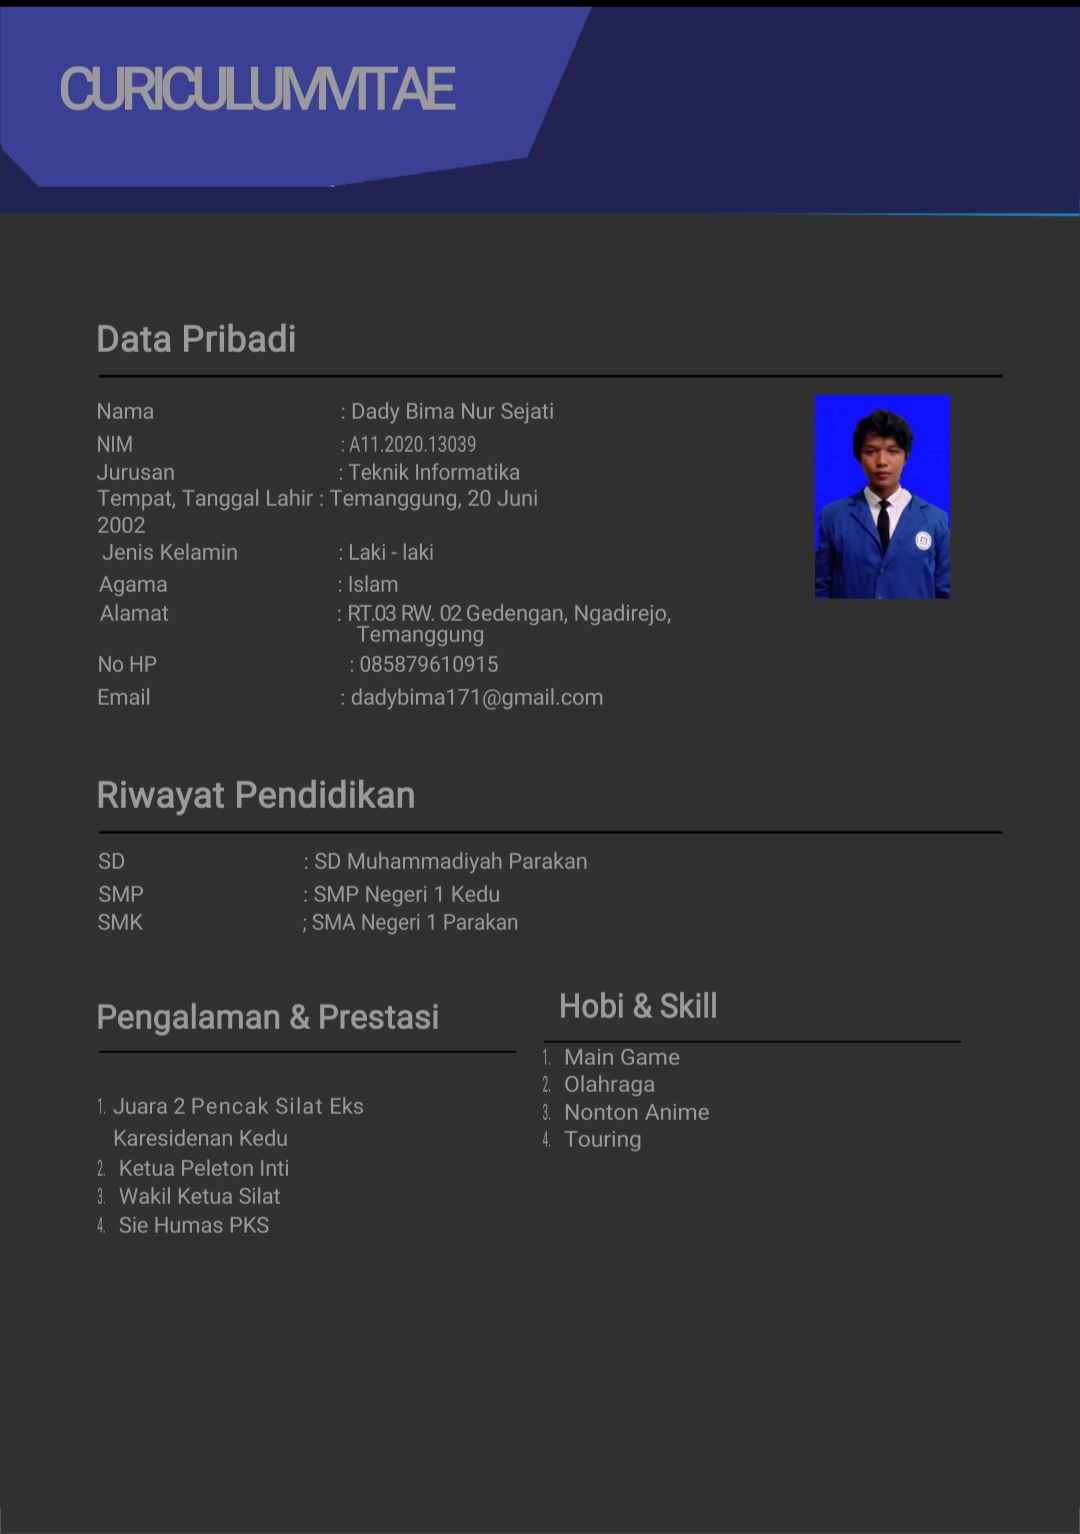 CURICULUMVITAE
Data Pribadi
Nama : Dady Bima Nur Sejati
NIM : A11.2020.13039
Jurusan : Teknik Informatika
Tempat, Tanggal Lahir : Temanggung, 20 Juni
2002
Jenis Kelamin : Laki - laki
Agama : Islam
Alamat : RT.03 RW. 02 Gedengan, Ngadirejo,
Temanggung
No HP : 085879610915
Email : dadybima171@gmail.com
Riwayat Pendidikan
SD : SD Muhammadiyah Parakan
SMP : SMP Negeri 1 Kedu
SMK ; SMA Negeri 1 Parakan
Pengalaman & Prestasi
1. Juara 2 Pencak Silat Eks
Karesidenan Kedu
2. Ketua Peleton Inti
3. Wakil Ketua Silat
4. Sie Humas PKS
Hobi & Skill
1. Main Game
2. Olahraga
3. Nonton Anime
4. Touring